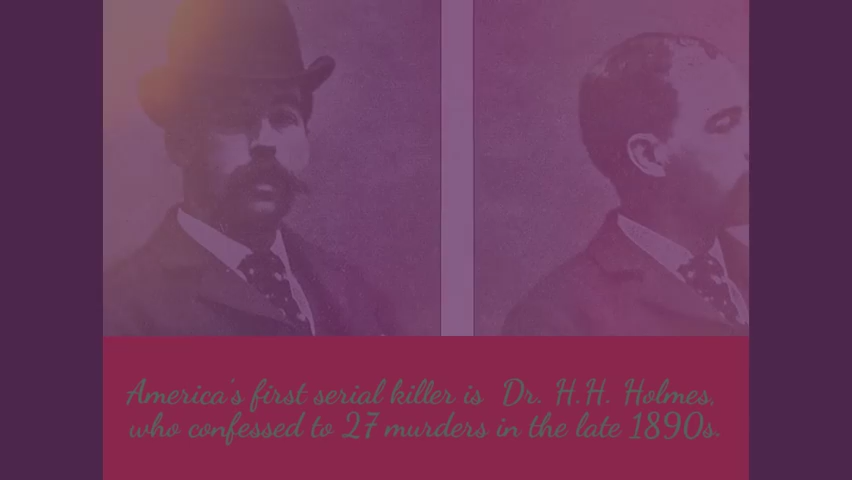 America's first serial killer is Dr. H.H. Holmes,
who confessed to 27 murders in the late 1890s.